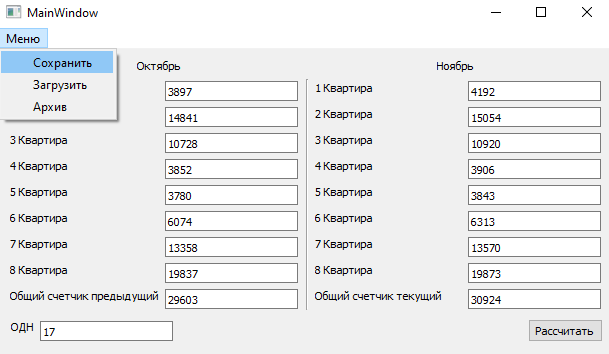 MainWindow
Меню
Сохранить
Загрузить
Архив
Октябрь
Ноябрь
3897
1 Квартира
4192
14841
2 Квартира
15054
3 Квартира
10728
3 Квартира
10920
4 Квартира
3852
4 Квартира
3906
5 Квартира
3780
5 Квартира
3843
6 Квартира
6074
6 Квартира
6313
7 Квартира
13358
7 Квартира
13570
8 Квартира
19837
8 Квартира
19873
Общий счетчик предыдущий
29603
Общий счетчик текущий
30924
ОДН
17
Рассчитать